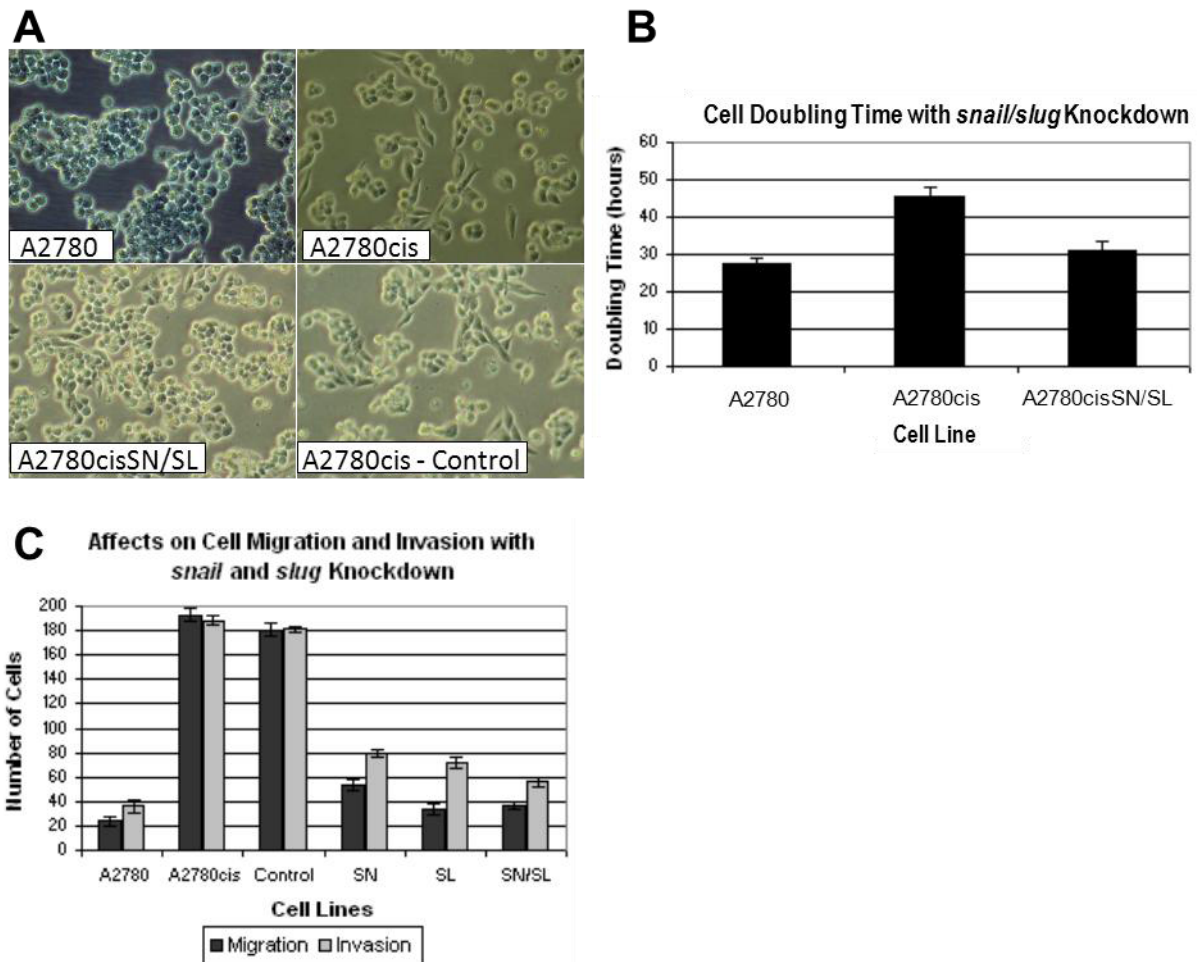 A
A2780
A2780cis
A2780cisSN/SL
A2780cis - Control
B
Cell Doubling Time with snail/slug Knockdown
Doubling Time (hours)
60
50
40
30
20
10
0
A2780
A2780cis
A2780cisSN/SL
Cell Line
C
Affects on Cell Migration and Invasion with
snail and slug Knockdown
Number of Cells
200
180
160
140
120
100
80
60
40
20
0
A2780
A2780cis
Control
SN
SL
SN/SL
Cell Lines
Migration
Invasion